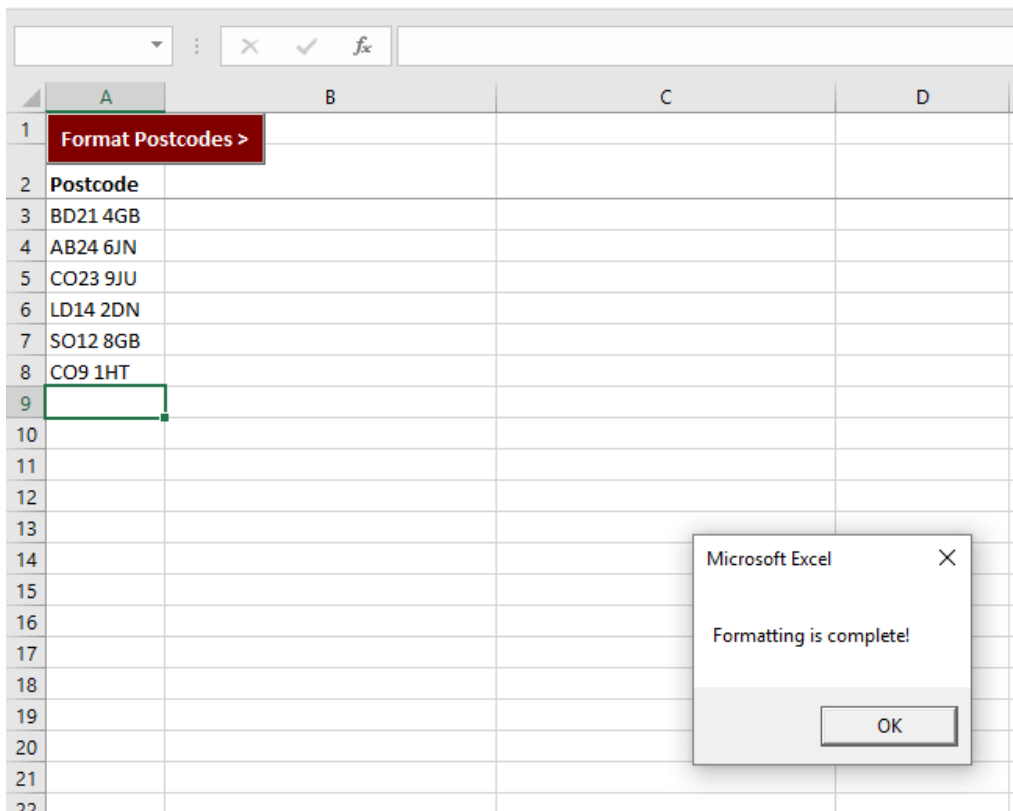 fx
A B C D
1 Format Postcodes >
2 Postcode
3 BD21 4GB
4 AB24 6JN
5 CO23 9JU
6 LD14 2DN
7 SO12 8GB
8 CO9 1HT
9
10
11
12
13
14 Microsoft Excel
15
16 Formatting is complete!
17
18
19 OK
20
21
22